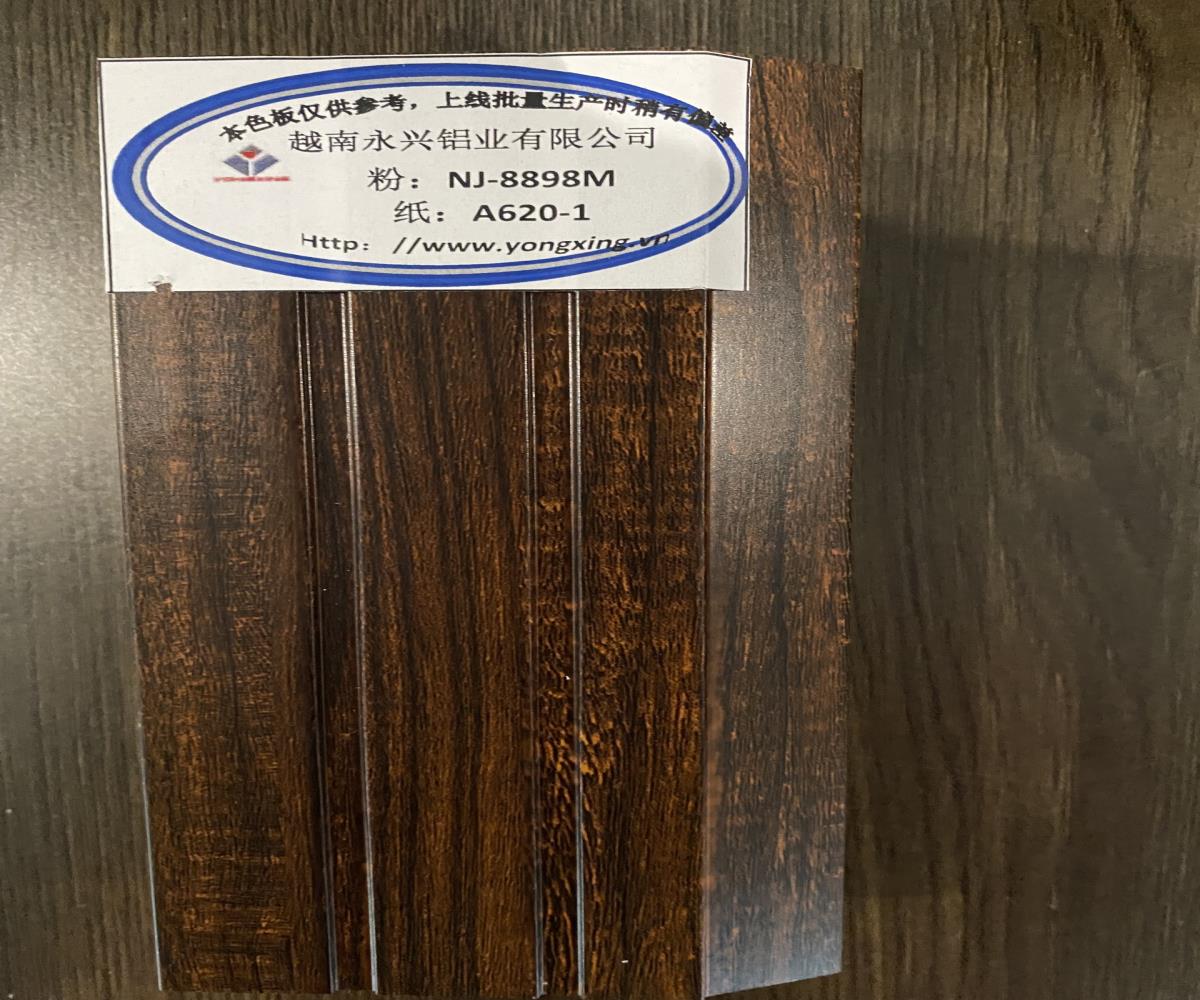 本色板仅供参考，上线批量生产时稍有偏差
越南永兴铝业有限公司
YONGXING
粉： NJ-8898M
纸： A620-1
Http： //www.yongxing.vn